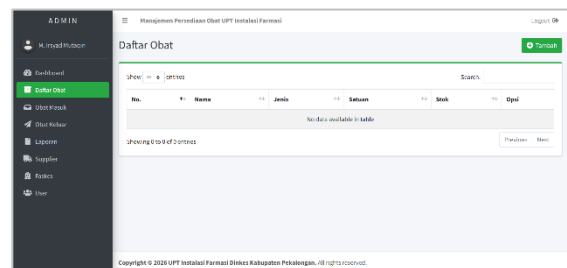 ADMIN
Manajemen Persediaan Obat UPT Instalasi Farmasi
Logout
M. Irsyad Mutaqin
Daftar Obat
Tambah
Dashboard
Daftar Obat
Obat Masuk
Obat Keluar
Laporan
Supplier
Faskes
User
Show entries
Search:
No. Nama Jenis Satuan Stok Opsi
No data available in table
Showing 0 to 0 of 0 entries
Previous Next
Copyright © 2026 UPT Instalasi Farmasi Dinkes Kabupaten Pekalongan. All rights reserved.